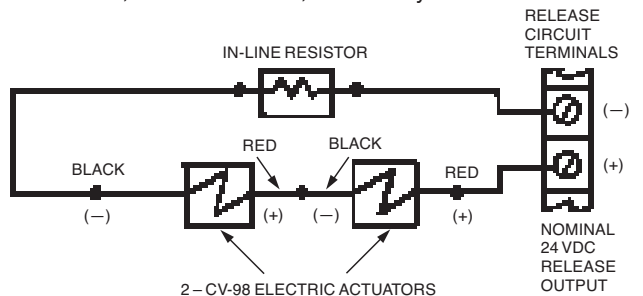 RELEASE
CIRCUIT
TERMINALS
IN-LINE RESISTOR
(–)
RED
BLACK
BLACK
RED
(+)
(–)
(+)
(–)
(+)
NOMINAL
24 VDC
RELEASE
OUTPUT
2 – CV-98 ELECTRIC ACTUATORS